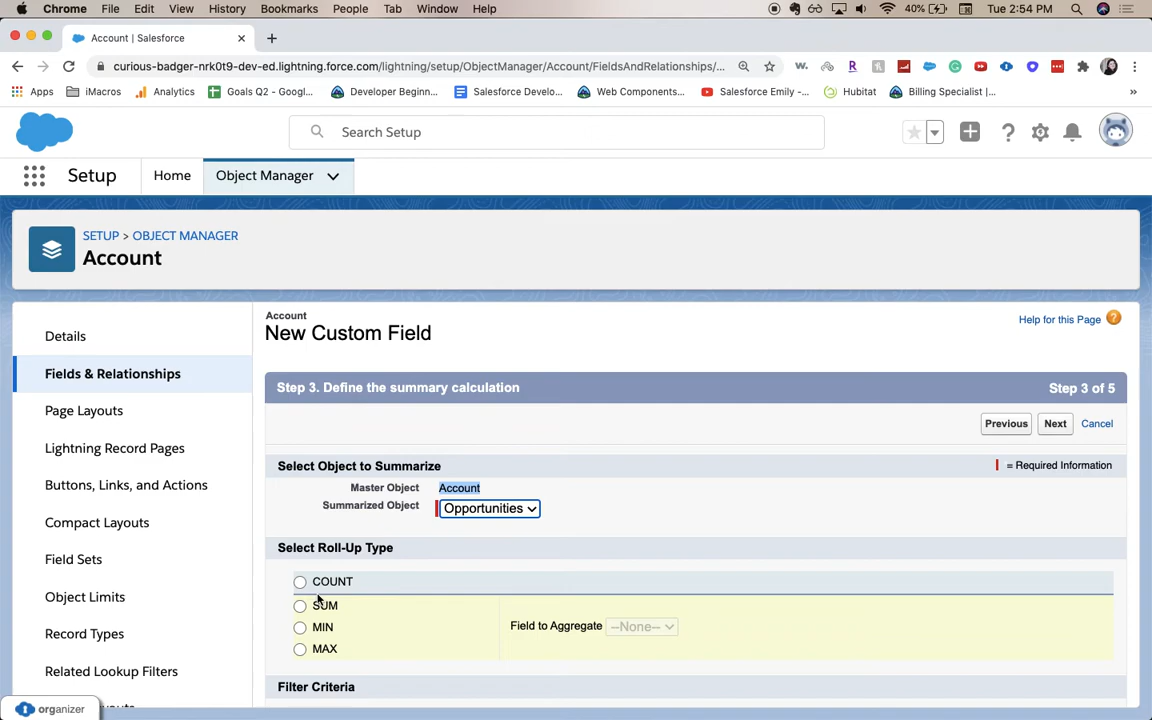 Chrome File Edit View History Bookmarks People Tab Window Help 40% Tue 2:54 PM
Account | Salesforce
curious-badger-nrk0t9-dev-ed.lightning.force.com/lightning/setup/ObjectManager/Account/FieldsAndRelationships/...
Apps iMacros Analytics Goals Q2 - Googl... Developer Beginn... Salesforce Develo... Web Components... Salesforce Emily -... Hubitat Billing Specialist |... »
Search Setup
Setup Home Object Manager
SETUP > OBJECT MANAGER
Account
Details
Fields & Relationships
Page Layouts
Lightning Record Pages
Buttons, Links, and Actions
Compact Layouts
Field Sets
Object Limits
Record Types
Related Lookup Filters
organizer
Account
New Custom Field
Help for this Page ?
Step 3. Define the summary calculation Step 3 of 5
Previous Next Cancel
Select Object to Summarize = Required Information
Master Object Account
Summarized Object Opportunities
Select Roll-Up Type
COUNT
SUM
MIN
MAX
Field to Aggregate --None--
Filter Criteria